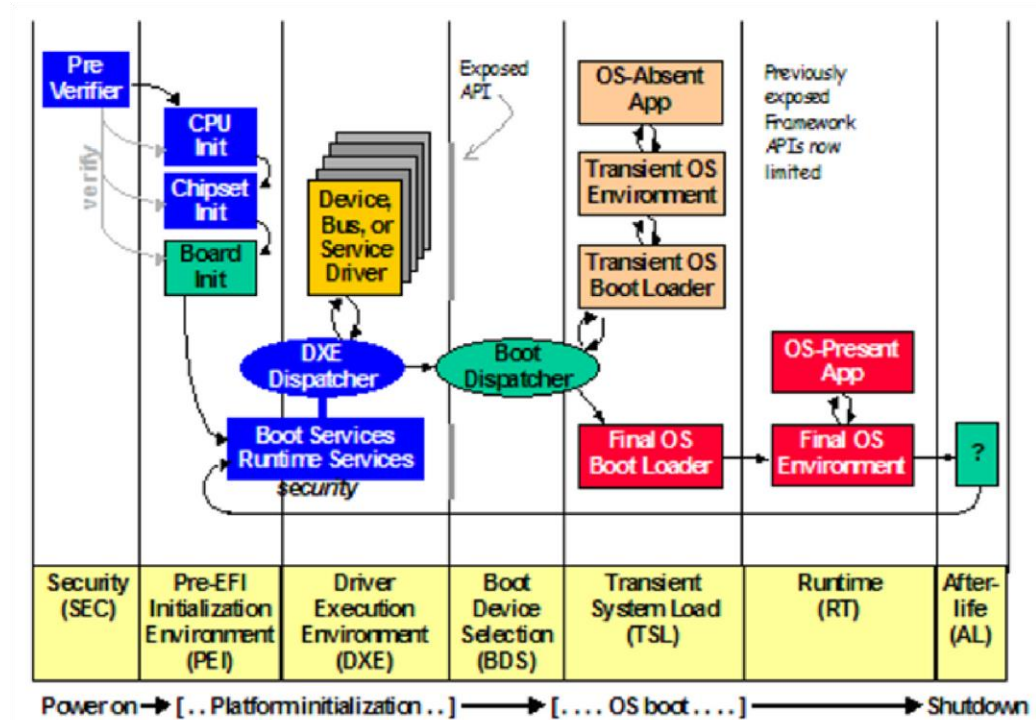 Pre
Verifier
verify
CPU
Init
Chipset
Init
Board
Init
Device,
Bus, or
Service
Driver
DXE
Dispatcher
Boot Services
Runtime Services
security
Exposed
API
Boot
Dispatcher
OS-Absent
App
Transient OS
Environment
Transient OS
Boot Loader
Final OS
Boot Loader
Previously
exposed
Framework
APIs now
limited
OS-Present
App
Final OS
Environment
?
Security
(SEC)
Pre-EFI
Initialization
Environment
(PEI)
Driver
Execution
Environment
(DXE)
Boot
Device
Selection
(BDS)
Transient
System Load
(TSL)
Runtime
(RT)
After-
life
(AL)
Power on [ . . Platform initialization . . ] [ . . . . OS boot . . . . ] Shutdown